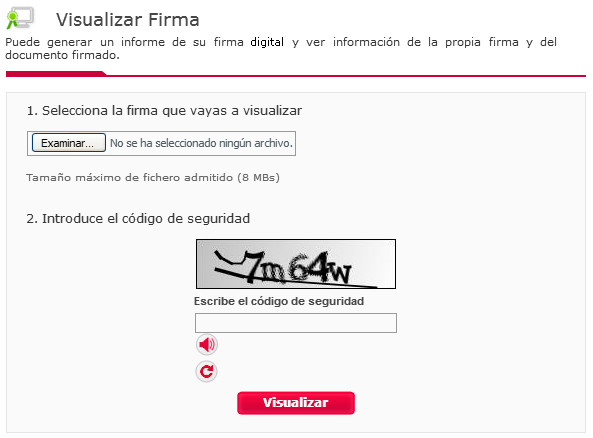 Visualizar Firma
Puede generar un informe de su firma digital y ver información de la propia firma y del
documento firmado.
1. Selecciona la firma que vayas a visualizar
Examinar... No se ha seleccionado ningún archivo.
Tamaño máximo de fichero admitido (8 MBs)
2. Introduce el código de seguridad
7m64w
Escribe el código de seguridad
Visualizar